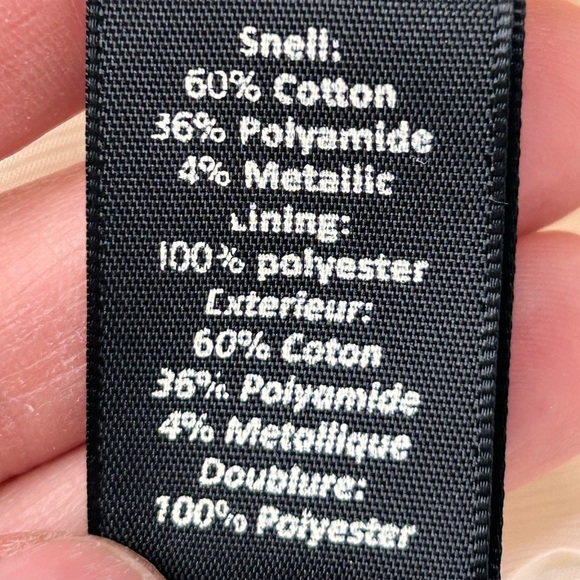 Shell:
60% Cotton
36% Polyamide
4% Metallic
Lining:
100% polyester
Exterieur:
60% Coton
36% Polyamide
4% Metallique
Doublure:
100% Polyester